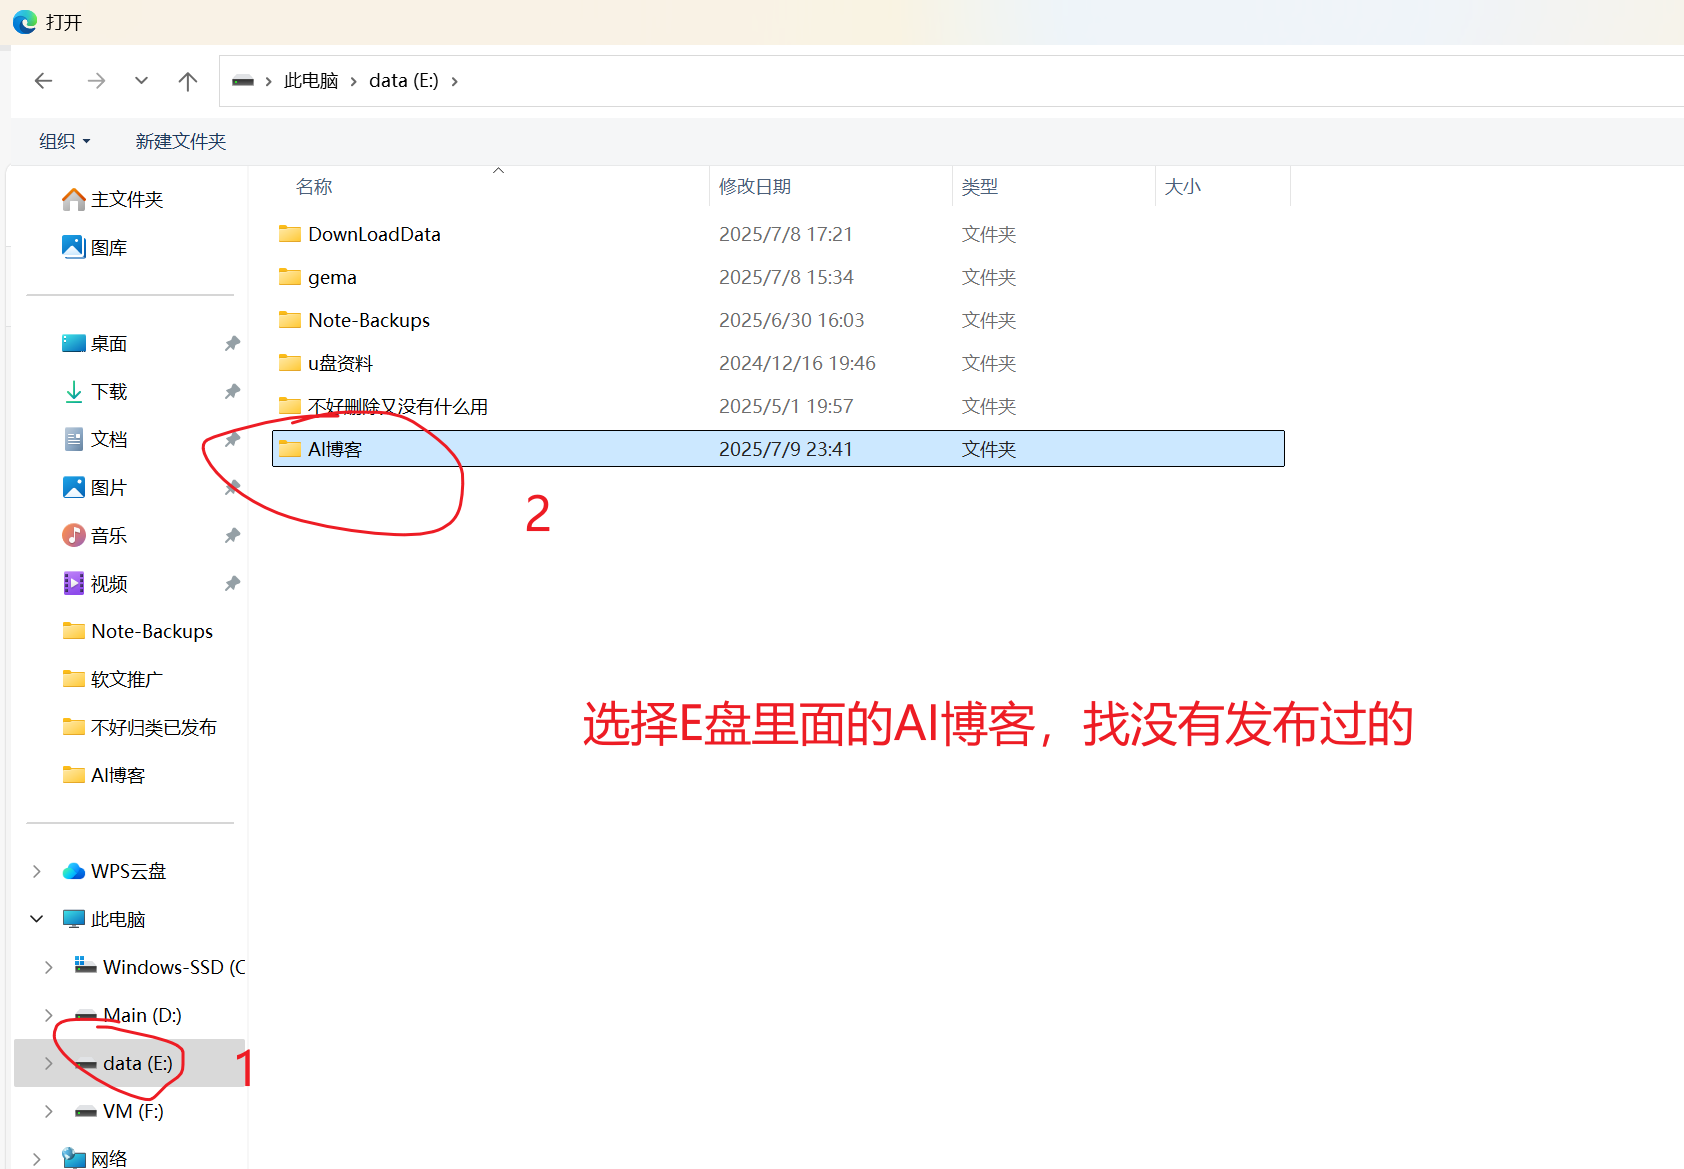 打开
此电脑 data (E:)
组织 新建文件夹
名称 修改日期 类型 大小
主文件夹
图库
桌面
下载
文档
图片
音乐
视频
Note-Backups
软文推广
不好归类已发布
AI博客
WPS云盘
此电脑
Windows-SSD (C
Main (D:)
data (E:)
1
VM (F:)
网络
DownLoadData 2025/7/8 17:21 文件夹
gema 2025/7/8 15:34 文件夹
Note-Backups 2025/6/30 16:03 文件夹
u盘资料 2024/12/16 19:46 文件夹
不好删除又没有什么用 2025/5/1 19:57 文件夹
AI博客 2025/7/9 23:41 文件夹
2
选择E盘里面的AI博客，找没有发布过的